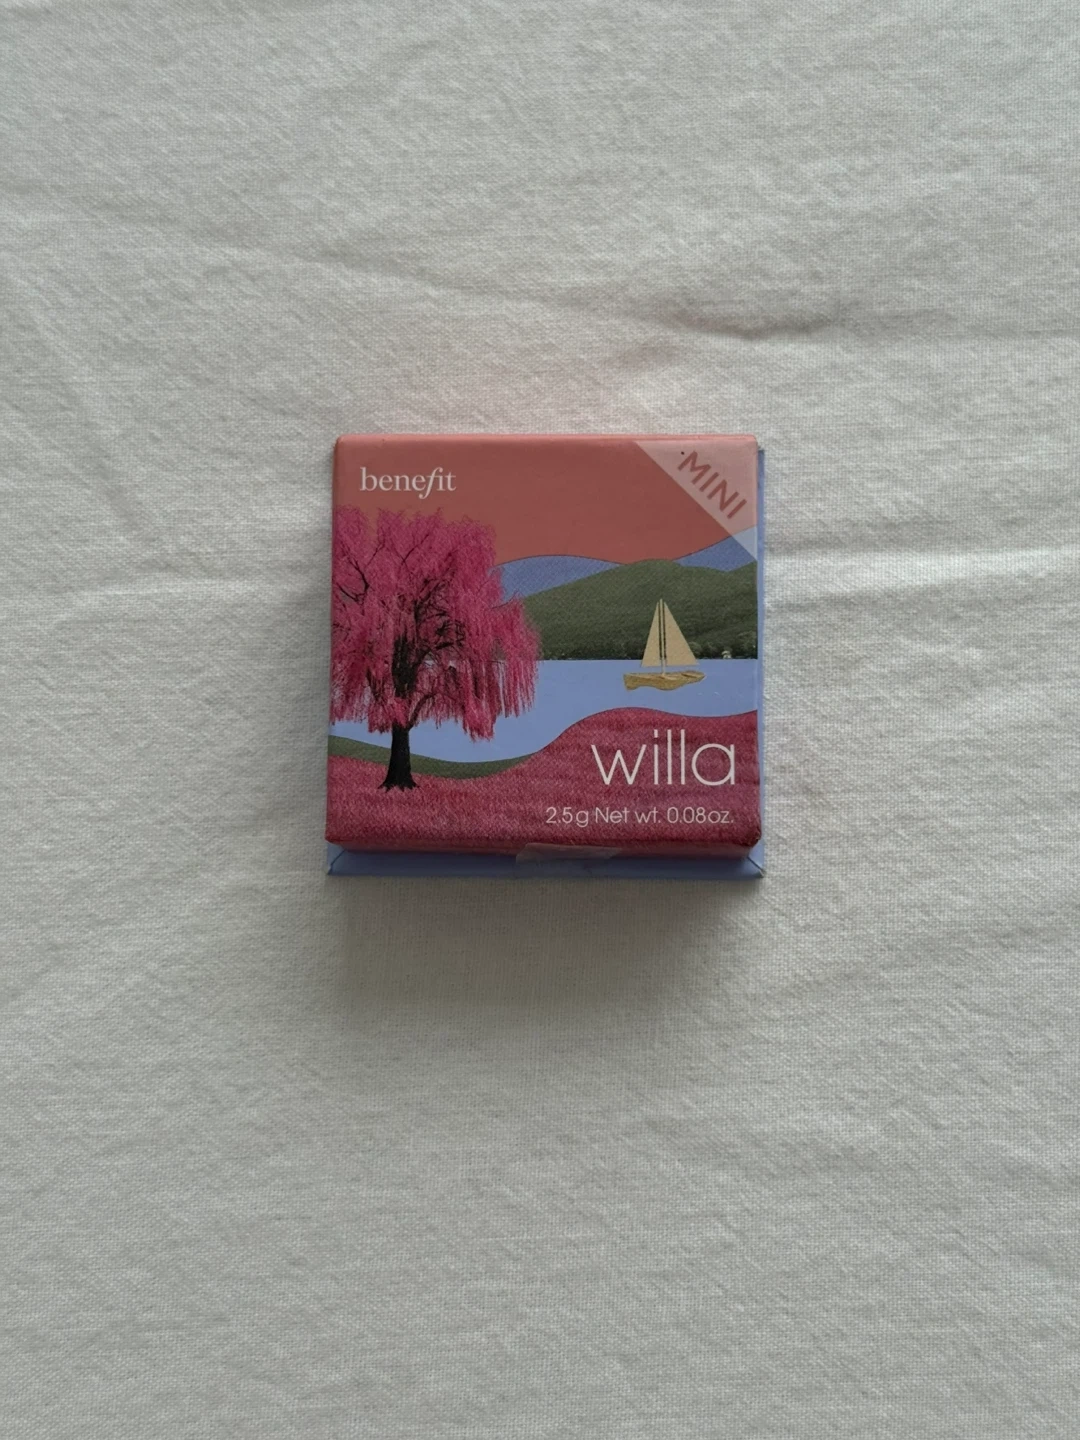 benefit
MINI
willa
2.5g Net wt. 0.08oz.